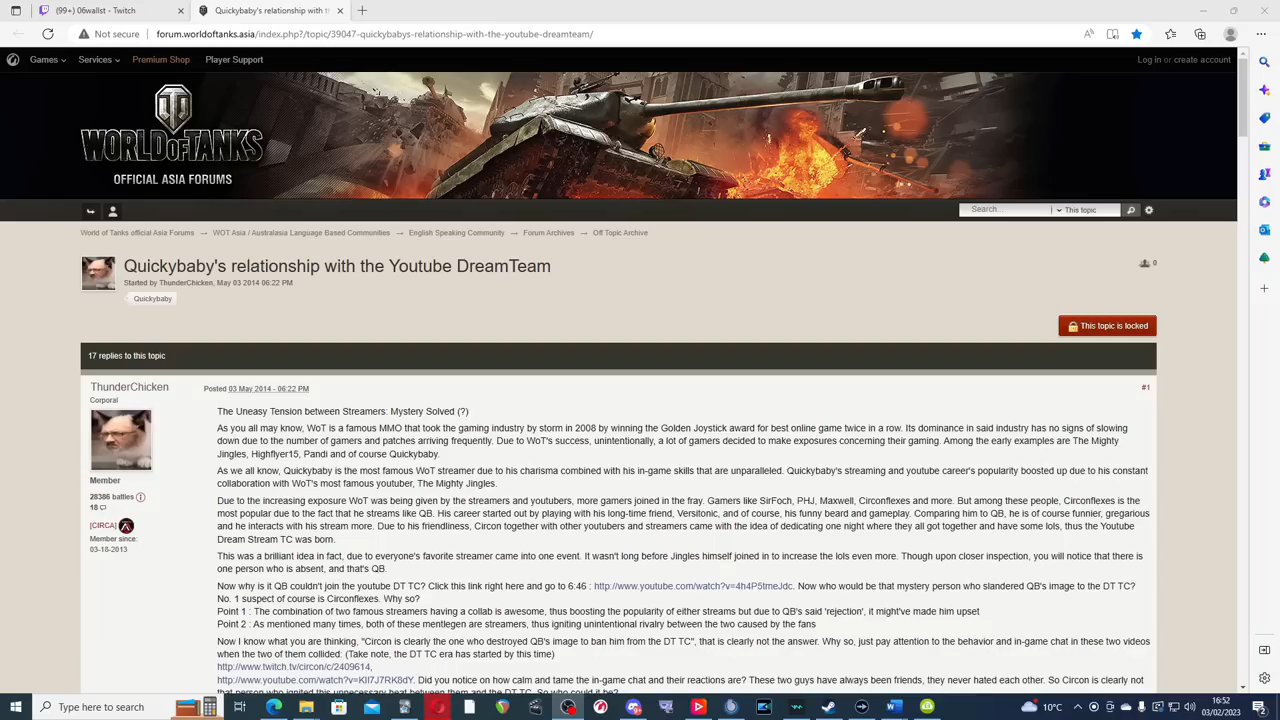 (99+) 06wallst - Twitch
Quickybaby's relationship with t
Not secure
forum.worldoftanks.asia/index.php?/topic/39047-quickybabys-relationship-with-the-youtube-dreamteam/
Games Services Premium Shop Player Support
Log in or create account
WORLD OF TANKS
OFFICIAL ASIA FORUMS
Search... This topic
World of Tanks official Asia Forums → WOT Asia / Australasia Language Based Communities → English Speaking Community → Forum Archives → Off Topic Archive
Quickybaby's relationship with the Youtube DreamTeam
0
Started by ThunderChicken, May 03 2014 06:22 PM
Quickybaby
This topic is locked
17 replies to this topic
ThunderChicken
Corporal
Member
28386 battles
18
[CIRCA]
Member since:
03-18-2013
Posted 03 May 2014 - 06:22 PM
#1
The Uneasy Tension between Streamers: Mystery Solved (?)
As you all may know, WoT is a famous MMO that took the gaming industry by storm in 2008 by winning the Golden Joystick award for best online game twice in a row. Its dominance in said industry has no signs of slowing
down due to the number of gamers and patches arriving frequently. Due to WoT's success, unintentionally, a lot of gamers decided to make exposures concerning their gaming. Among the early examples are The Mighty
Jingles, Highflyer15, Pandi and of course Quickybaby.
As we all know, Quickybaby is the most famous WoT streamer due to his charisma combined with his in-game skills that are unparalleled. Quickybaby's streaming and youtube career's popularity boosted up due to his constant
collaboration with WoT's most famous youtuber, The Mighty Jingles.
Due to the increasing exposure WoT was being given by the streamers and youtubers, more gamers joined in the fray. Gamers like SirFoch, PHJ, Maxwell, Circonflexes and more. But among these people, Circonflexes is the
most popular due to the fact that he streams like QB. His career started out by playing with his long-time friend, Versitonic, and of course, his funny beard and gameplay. Comparing him to QB, he is of course funnier, gregarious
and he interacts with his stream more. Due to his friendliness, Circon together with other youtubers and streamers came with the idea of dedicating one night where they all got together and have some lols, thus the Youtube
Dream Stream TC was born.
This was a brilliant idea in fact, due to everyone's favorite streamer came into one event. It wasn't long before Jingles himself joined in to increase the lols even more. Though upon closer inspection, you will notice that there is
one person who is absent, and that's QB.
Now why is it QB couldn't join the youtube DT TC? Click this link right here and go to 6:46 : http://www.youtube.com/watch?v=4h4P5tmeJdc. Now who would be that mystery person who slandered QB's image to the DT TC?
No. 1 suspect of course is Circonflexes. Why so?
Point 1 : The combination of two famous streamers having a collab is awesome, thus boosting the popularity of either streams but due to QB's said 'rejection', it might've made him upset
Point 2 : As mentioned many times, both of these mentlegen are streamers, thus igniting unintentional rivalry between the two caused by the fans
Now I know what you are thinking, "Circon is clearly the one who destroyed QB's image to ban him from the DT TC", that is clearly not the answer. Why so, just pay attention to the behavior and in-game chat in these two videos
when the two of them collided: (Take note, the DT TC era has started by this time)
http://www.twitch.tv/circon/c/2409614,
http://www.youtube.com/watch?v=KIl7J7RK8dY. Did you notice on how calm and tame the in-game chat and their reactions are? These two guys have always been friends, they never hated each other. So Circon is clearly not
that person who ignited this unnecessary heat between them and the DT TC. So who could it be?
Type here to search
10°C
16:52
03/02/2023